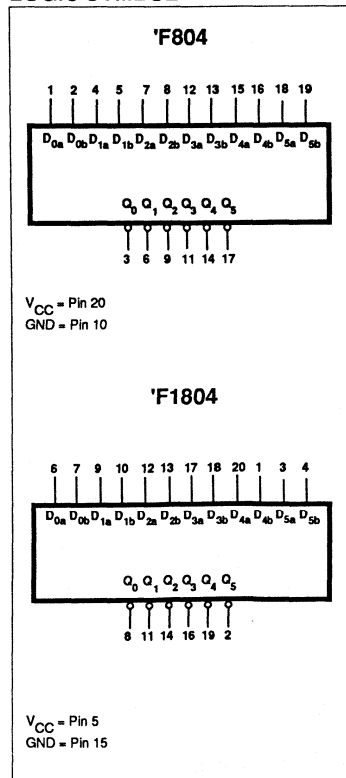 'F804
1 2 4 5 7 8 12 13 15 16 18 19
D0a D0b D1a D1b D2a D2b D3a D3b D4a D4b D5a D5b
Q0 Q1 Q2 Q3 Q4 Q5
3 6 9 11 14 17
VCC = Pin 20
GND = Pin 10
'F1804
6 7 9 10 12 13 17 18 20 1 3 4
D0a D0b D1a D1b D2a D2b D3a D3b D4a D4b D5a D5b
Q0 Q1 Q2 Q3 Q4 Q5
8 11 14 16 19 2
VCC = Pin 5
GND = Pin 15